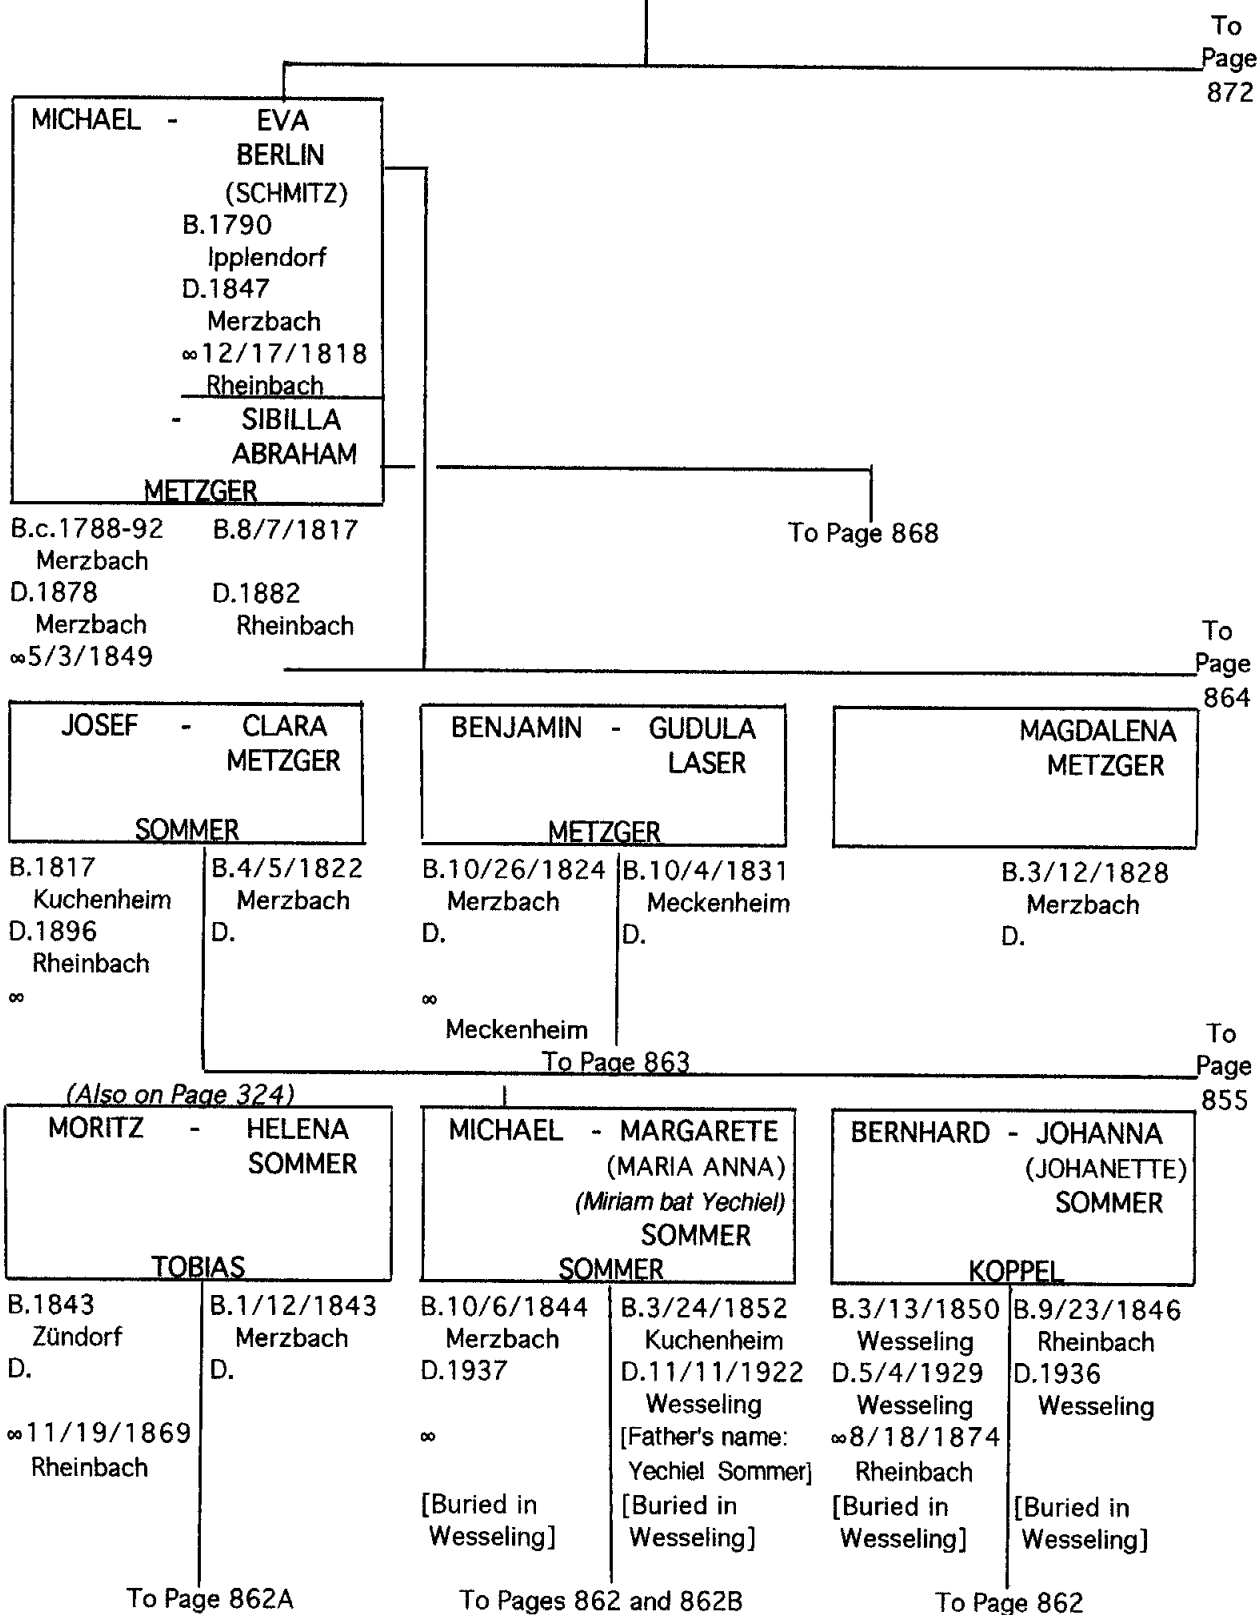 To
Page
872
MICHAEL - EVA
BERLIN
(SCHMITZ)
B.1790
Ipplendorf
D.1847
Merzbach
∞12/17/1818
Rheinbach
- SIBILLA
ABRAHAM
METZGER
B.c.1788-92 B.8/7/1817
Merzbach
D.1878 D.1882
Merzbach Rheinbach
∞5/3/1849
To Page 868
To
Page
864
JOSEF - CLARA
METZGER
SOMMER
B.1817 B.4/5/1822
Kuchenheim Merzbach
D.1896 D.
Rheinbach
∞
BENJAMIN - GUDULA
LASER
METZGER
B.10/26/1824 B.10/4/1831
Merzbach Meckenheim
D. D.
∞
Meckenheim
To Page 863
MAGDALENA
METZGER
B.3/12/1828
Merzbach
D.
To
Page
855
(Also on Page 324)
MORITZ - HELENA
SOMMER
TOBIAS
B.1843 B.1/12/1843
Zündorf Merzbach
D. D.
∞11/19/1869
Rheinbach
To Page 862A
MICHAEL - MARGARETE
(MARIA ANNA)
(Miriam bat Yechiel)
SOMMER
SOMMER
B.10/6/1844 B.3/24/1852
Merzbach Kuchenheim
D.1937 D.11/11/1922
Wesseling
∞ [Father's name:
Yechiel Sommer]
[Buried in [Buried in
Wesseling] Wesseling]
To Pages 862 and 862B
BERNHARD - JOHANNA
(JOHANETTE)
SOMMER
KOPPEL
B.3/13/1850 B.9/23/1846
Wesseling Rheinbach
D.5/4/1929 D.1936
Wesseling Wesseling
∞8/18/1874
Rheinbach
[Buried in [Buried in
Wesseling] Wesseling]
To Page 862